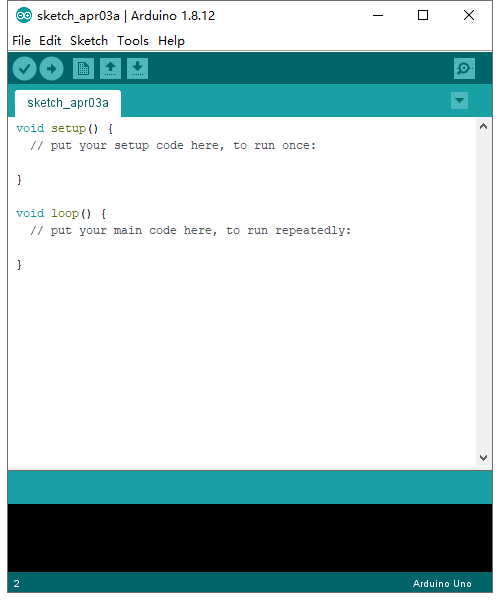 sketch_apr03a | Arduino 1.8.12
File Edit Sketch Tools Help
sketch_apr03a
void setup() {
  // put your setup code here, to run once:
}
void loop() {
  // put your main code here, to run repeatedly:
}
2 Arduino Uno